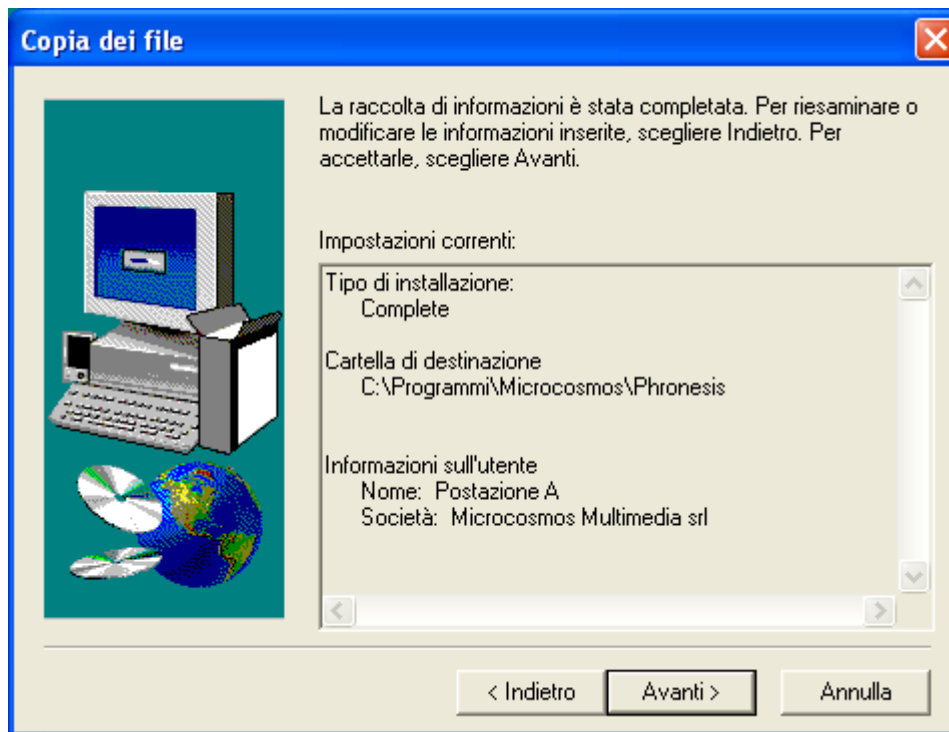 Copia dei file
La raccolta di informazioni è stata completata. Per riesaminare o
modificare le informazioni inserite, scegliere Indietro. Per
accettarle, scegliere Avanti.
Impostazioni correnti:
Tipo di installazione:
Complete
Cartella di destinazione
C:\Programmi\Microcosmos\Phronesis
Informazioni sull'utente
Nome: Postazione A
Società: Microcosmos Multimedia srl
< Indietro
Avanti >
Annulla